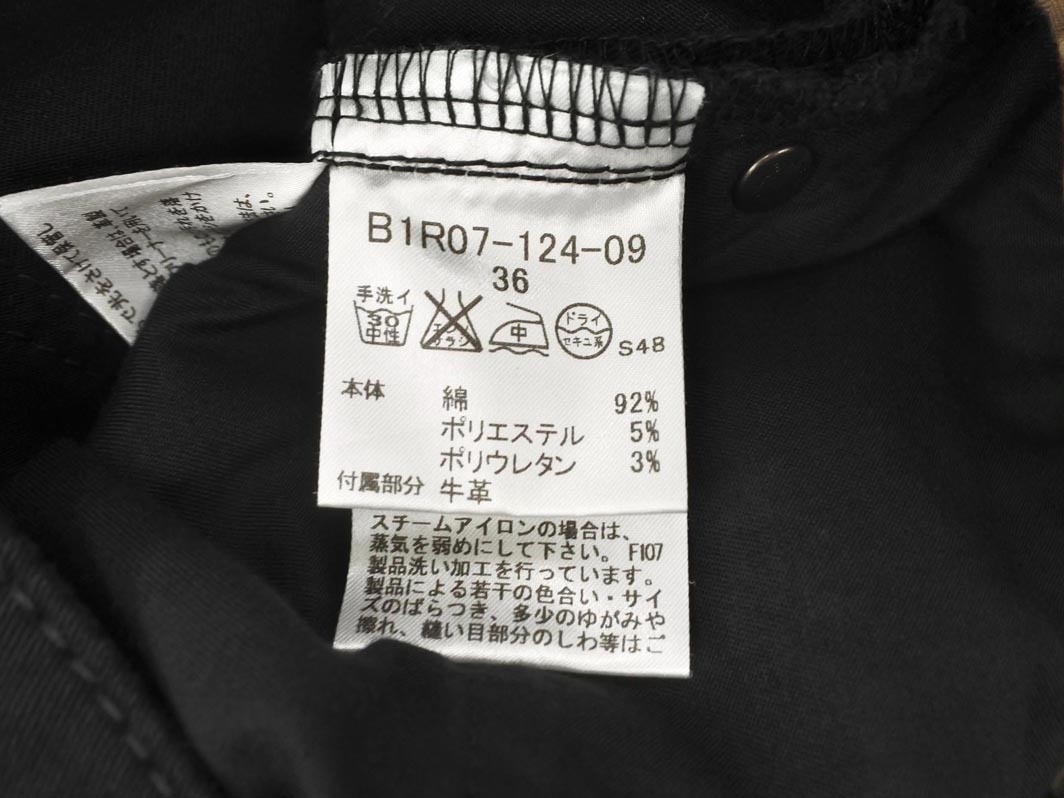 B1R07-124-09
36
手洗イ
30
中性
エンソ
サラシ
中
ドライ
セキユ系
S48
本体 綿 92%
ポリエステル 5%
ポリウレタン 3%
付属部分 牛革
スチームアイロンの場合は、
蒸気を弱めにして下さい。 F107
製品洗い加工を行っています。
製品による若干の色合い・サイ
ズのばらつき、多少のゆがみや
擦れ、縫い目部分のしわ等はご